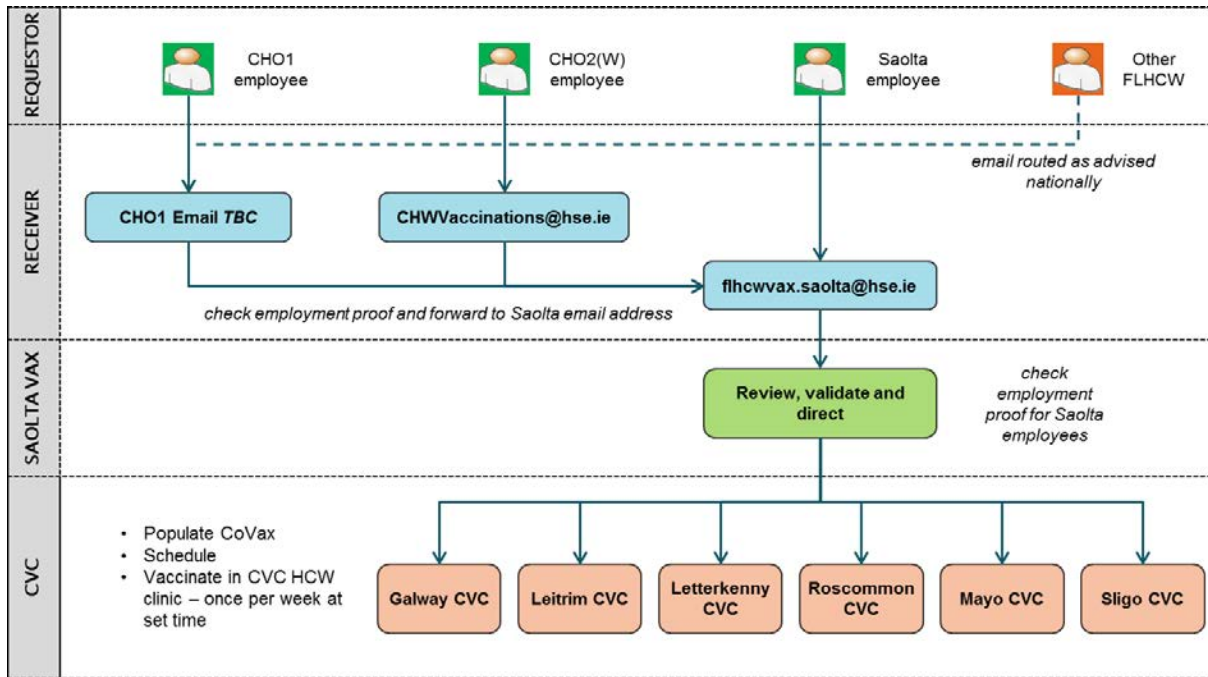 REQUESTOR
CHO1
employee
CHO2(W)
employee
Saolta
employee
Other
FLHCW
RECEIVER
email routed as advised
nationally
CHO1 Email TBC
CHWVaccinations@hse.ie
flhcwvax.saolta@hse.ie
check employment proof and forward to Saolta email address
SAOLTA VAX
Review, validate and
direct
check
employment
proof for Saolta
employees
CVC
• Populate CoVax
• Schedule
• Vaccinate in CVC HCW
clinic – once per week at
set time
Galway CVC
Leitrim CVC
Letterkenny
CVC
Roscommon
CVC
Mayo CVC
Sligo CVC